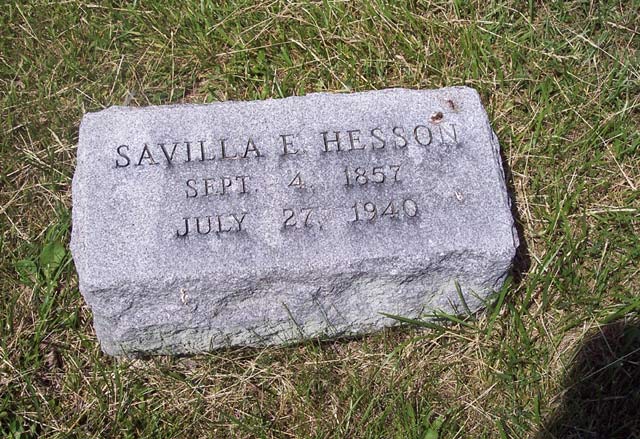 SAVILLA E. HESSON
SEPT. 4, 1857
JULY 27, 1940